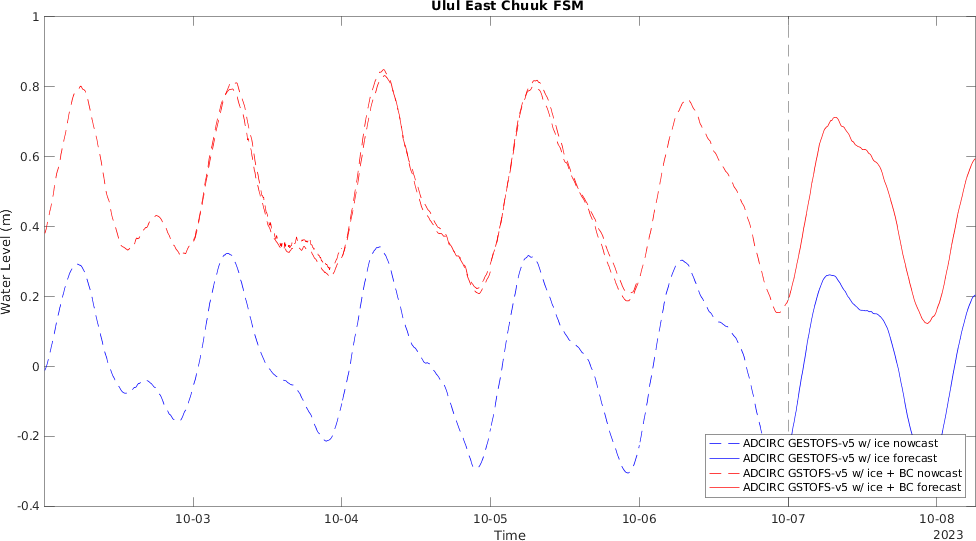 Ulul East Chuuk FSM
1
0.8
0.6
0.4
0.2
0
-0.2
-0.4
Water Level (m)
ADCIRC GESTOFS-v5 w/ ice nowcast
ADCIRC GESTOFS-v5 w/ ice forecast
ADCIRC GSTOFS-v5 w/ ice + BC nowcast
ADCIRC GSTOFS-v5 w/ ice + BC forecast
10-03 10-04 10-05 10-06 10-07 10-08
Time
2023